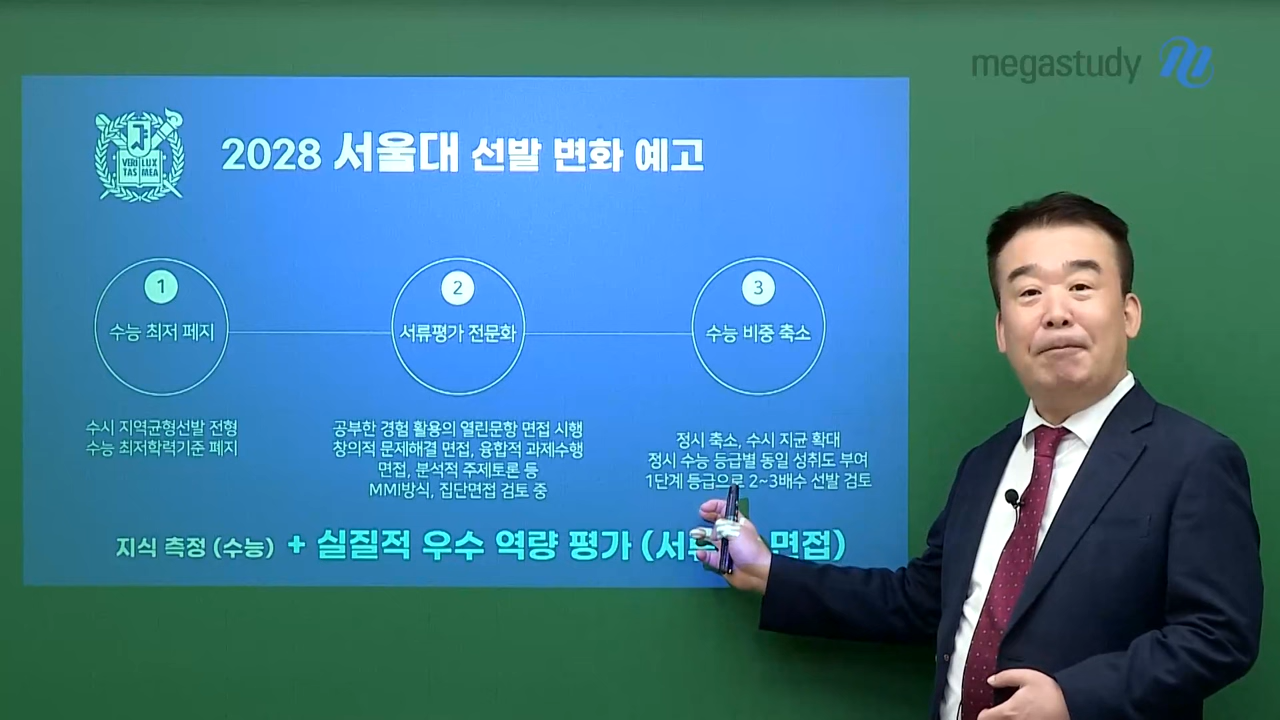 megastudy
VERI LUX
TAS MEA
2028 서울대 선발 변화 예고
1
수능 최저 폐지
수시 지역균형선발 전형
수능 최저학력기준 폐지
2
서류평가 전문화
공부한 경험 활용의 열린문항 면접 시행
창의적 문제해결 면접, 융합적 과제수행
면접, 분석적 주제토론 등
MMI방식, 집단면접 검토 중
3
수능 비중 축소
정시 축소, 수시 지균 확대
정시 수능 등급별 동일 성취도 부여
1단계 등급으로 2~3배수 선발 검토
지식 측정 (수능) + 실질적 우수 역량 평가 (서류 면접)